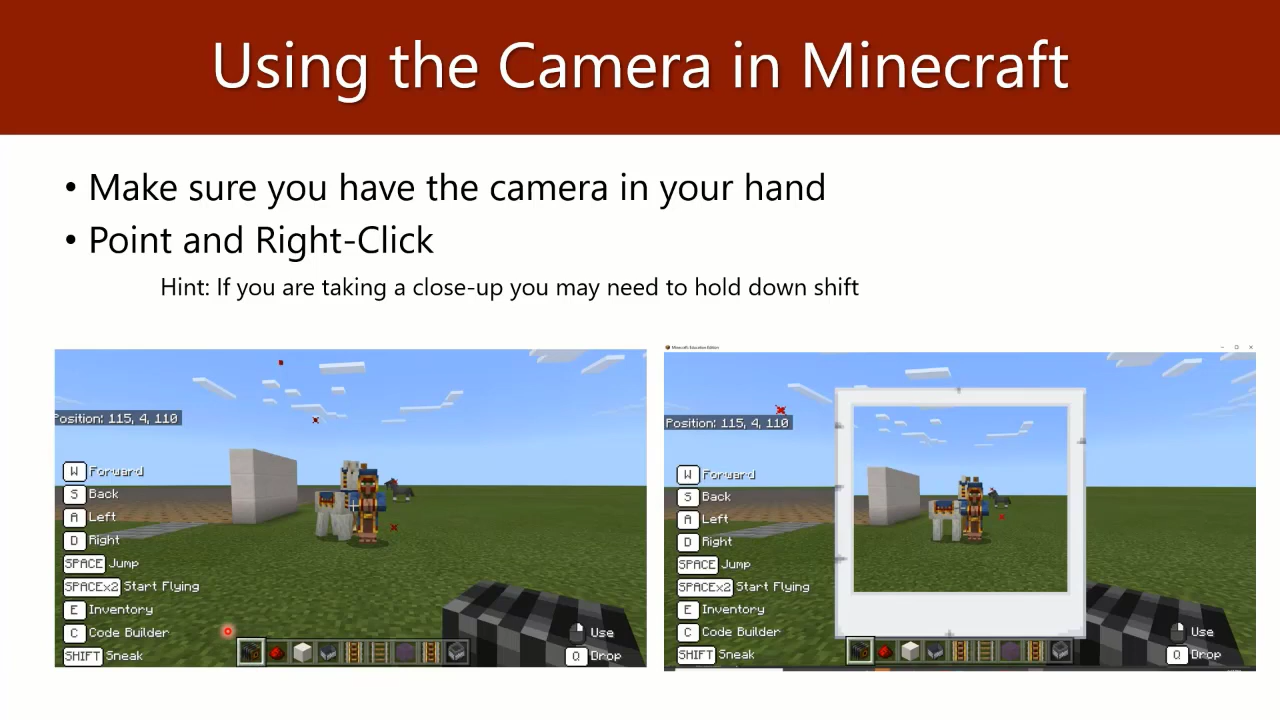 Using the Camera in Minecraft
• Make sure you have the camera in your hand
• Point and Right-Click
Hint: If you are taking a close-up you may need to hold down shift
Position: 115, 4, 110
W Forward
S Back
A Left
D Right
SPACE Jump
SPACEx2 Start Flying
E Inventory
C Code Builder
SHIFT Sneak
Use
Q Drop
Minecraft: Education Edition
Position: 115, 4, 110
W Forward
S Back
A Left
D Right
SPACE Jump
SPACEx2 Start Flying
E Inventory
C Code Builder
SHIFT Sneak
Use
Q Drop